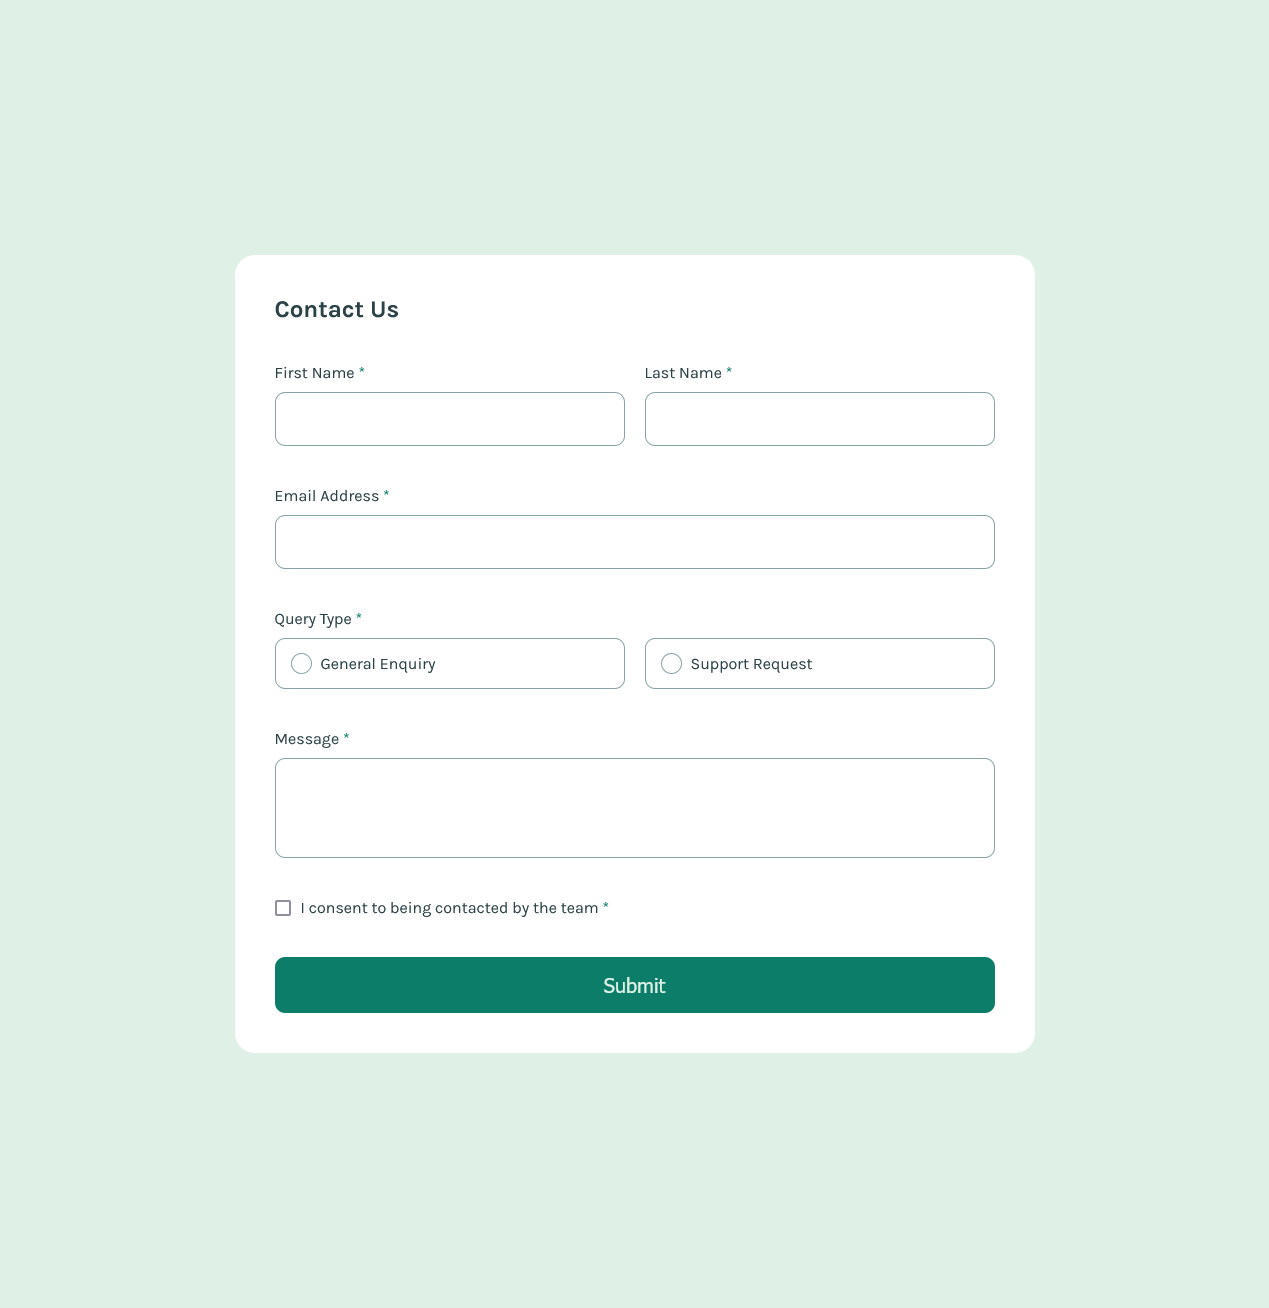 Contact Us
First Name *
Last Name *
Email Address *
Query Type *
General Enquiry
Support Request
Message *
I consent to being contacted by the team *
Submit